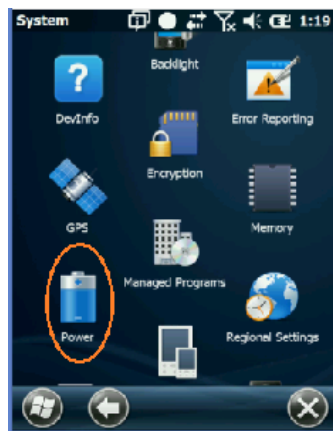 System 1:19
Backlight
DevInfo
Error Reporting
Encryption
GPS
Memory
Managed Programs
Power
Regional Settings